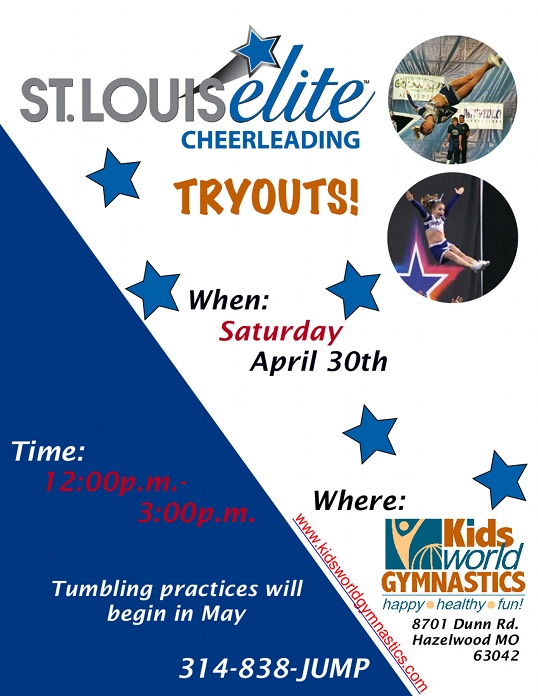 ST.LOUIS elite™
CHEERLEADING
TRYOUTS!
When:
Saturday
April 30th
Time:
12:00p.m.-
3:00p.m.
Where:
Kids
world
GYMNASTICS
happy • healthy • fun!
8701 Dunn Rd.
Hazelwood MO
63042
www.kidsworldgymnastics.com
Tumbling practices will
begin in May
314-838-JUMP